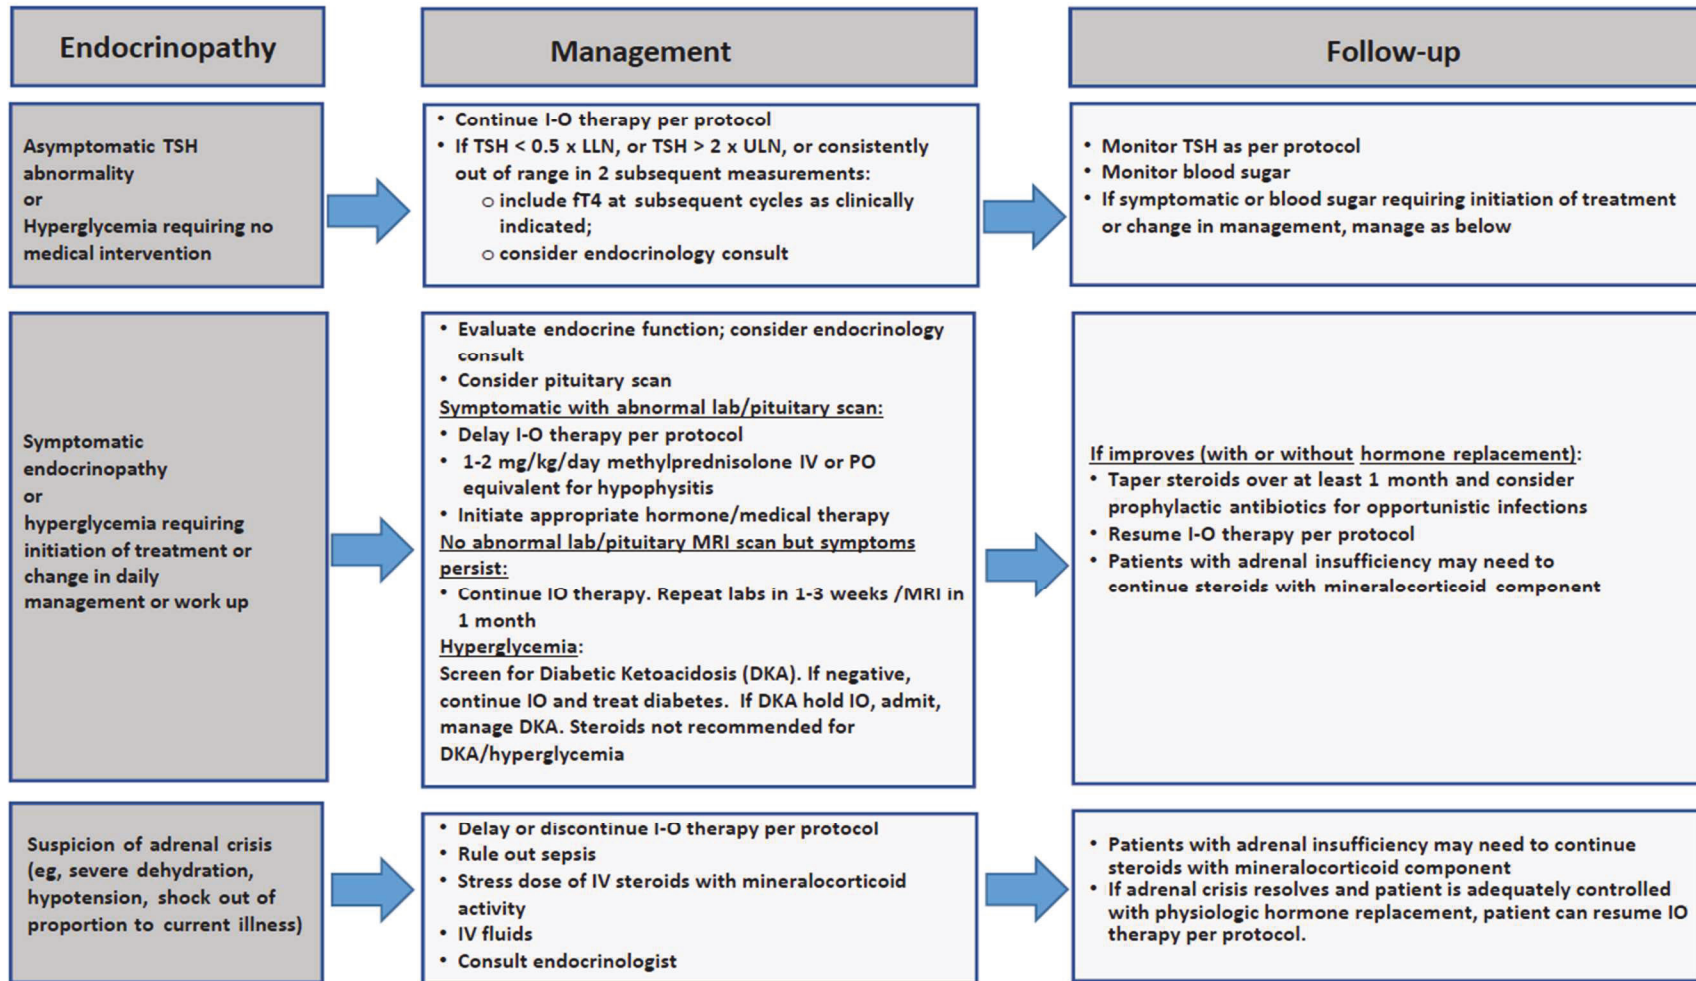 Endocrinopathy
Management
Follow-up
Asymptomatic TSH
abnormality
or
Hyperglycemia requiring no
medical intervention
• Continue I-O therapy per protocol
• If TSH < 0.5 x LLN, or TSH > 2 x ULN, or consistently
out of range in 2 subsequent measurements:
o include fT4 at subsequent cycles as clinically
indicated;
o consider endocrinology consult
• Monitor TSH as per protocol
• Monitor blood sugar
• If symptomatic or blood sugar requiring initiation of treatment
or change in management, manage as below
Symptomatic
endocrinopathy
or
hyperglycemia requiring
initiation of treatment or
change in daily
management or work up
• Evaluate endocrine function; consider endocrinology
consult
• Consider pituitary scan
Symptomatic with abnormal lab/pituitary scan:
• Delay I-O therapy per protocol
• 1-2 mg/kg/day methylprednisolone IV or PO
equivalent for hypophysitis
• Initiate appropriate hormone/medical therapy
No abnormal lab/pituitary MRI scan but symptoms
persist:
• Continue IO therapy. Repeat labs in 1-3 weeks /MRI in
1 month
Hyperglycemia:
Screen for Diabetic Ketoacidosis (DKA). If negative,
continue IO and treat diabetes. If DKA hold IO, admit,
manage DKA. Steroids not recommended for
DKA/hyperglycemia
If improves (with or without hormone replacement):
• Taper steroids over at least 1 month and consider
prophylactic antibiotics for opportunistic infections
• Resume I-O therapy per protocol
• Patients with adrenal insufficiency may need to
continue steroids with mineralocorticoid component
Suspicion of adrenal crisis
(eg, severe dehydration,
hypotension, shock out of
proportion to current illness)
• Delay or discontinue I-O therapy per protocol
• Rule out sepsis
• Stress dose of IV steroids with mineralocorticoid
activity
• IV fluids
• Consult endocrinologist
• Patients with adrenal insufficiency may need to continue
steroids with mineralocorticoid component
• If adrenal crisis resolves and patient is adequately controlled
with physiologic hormone replacement, patient can resume IO
therapy per protocol.